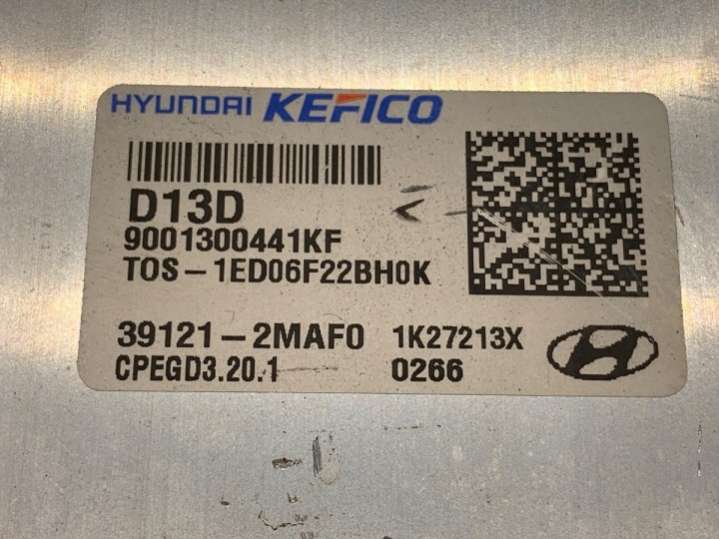 HYUNDAI KEFICO
D13D
9001300441KF
TOS-1ED06F22BH0K
39121-2MAF0 1K27213X
CPEGD3.20.1 0266